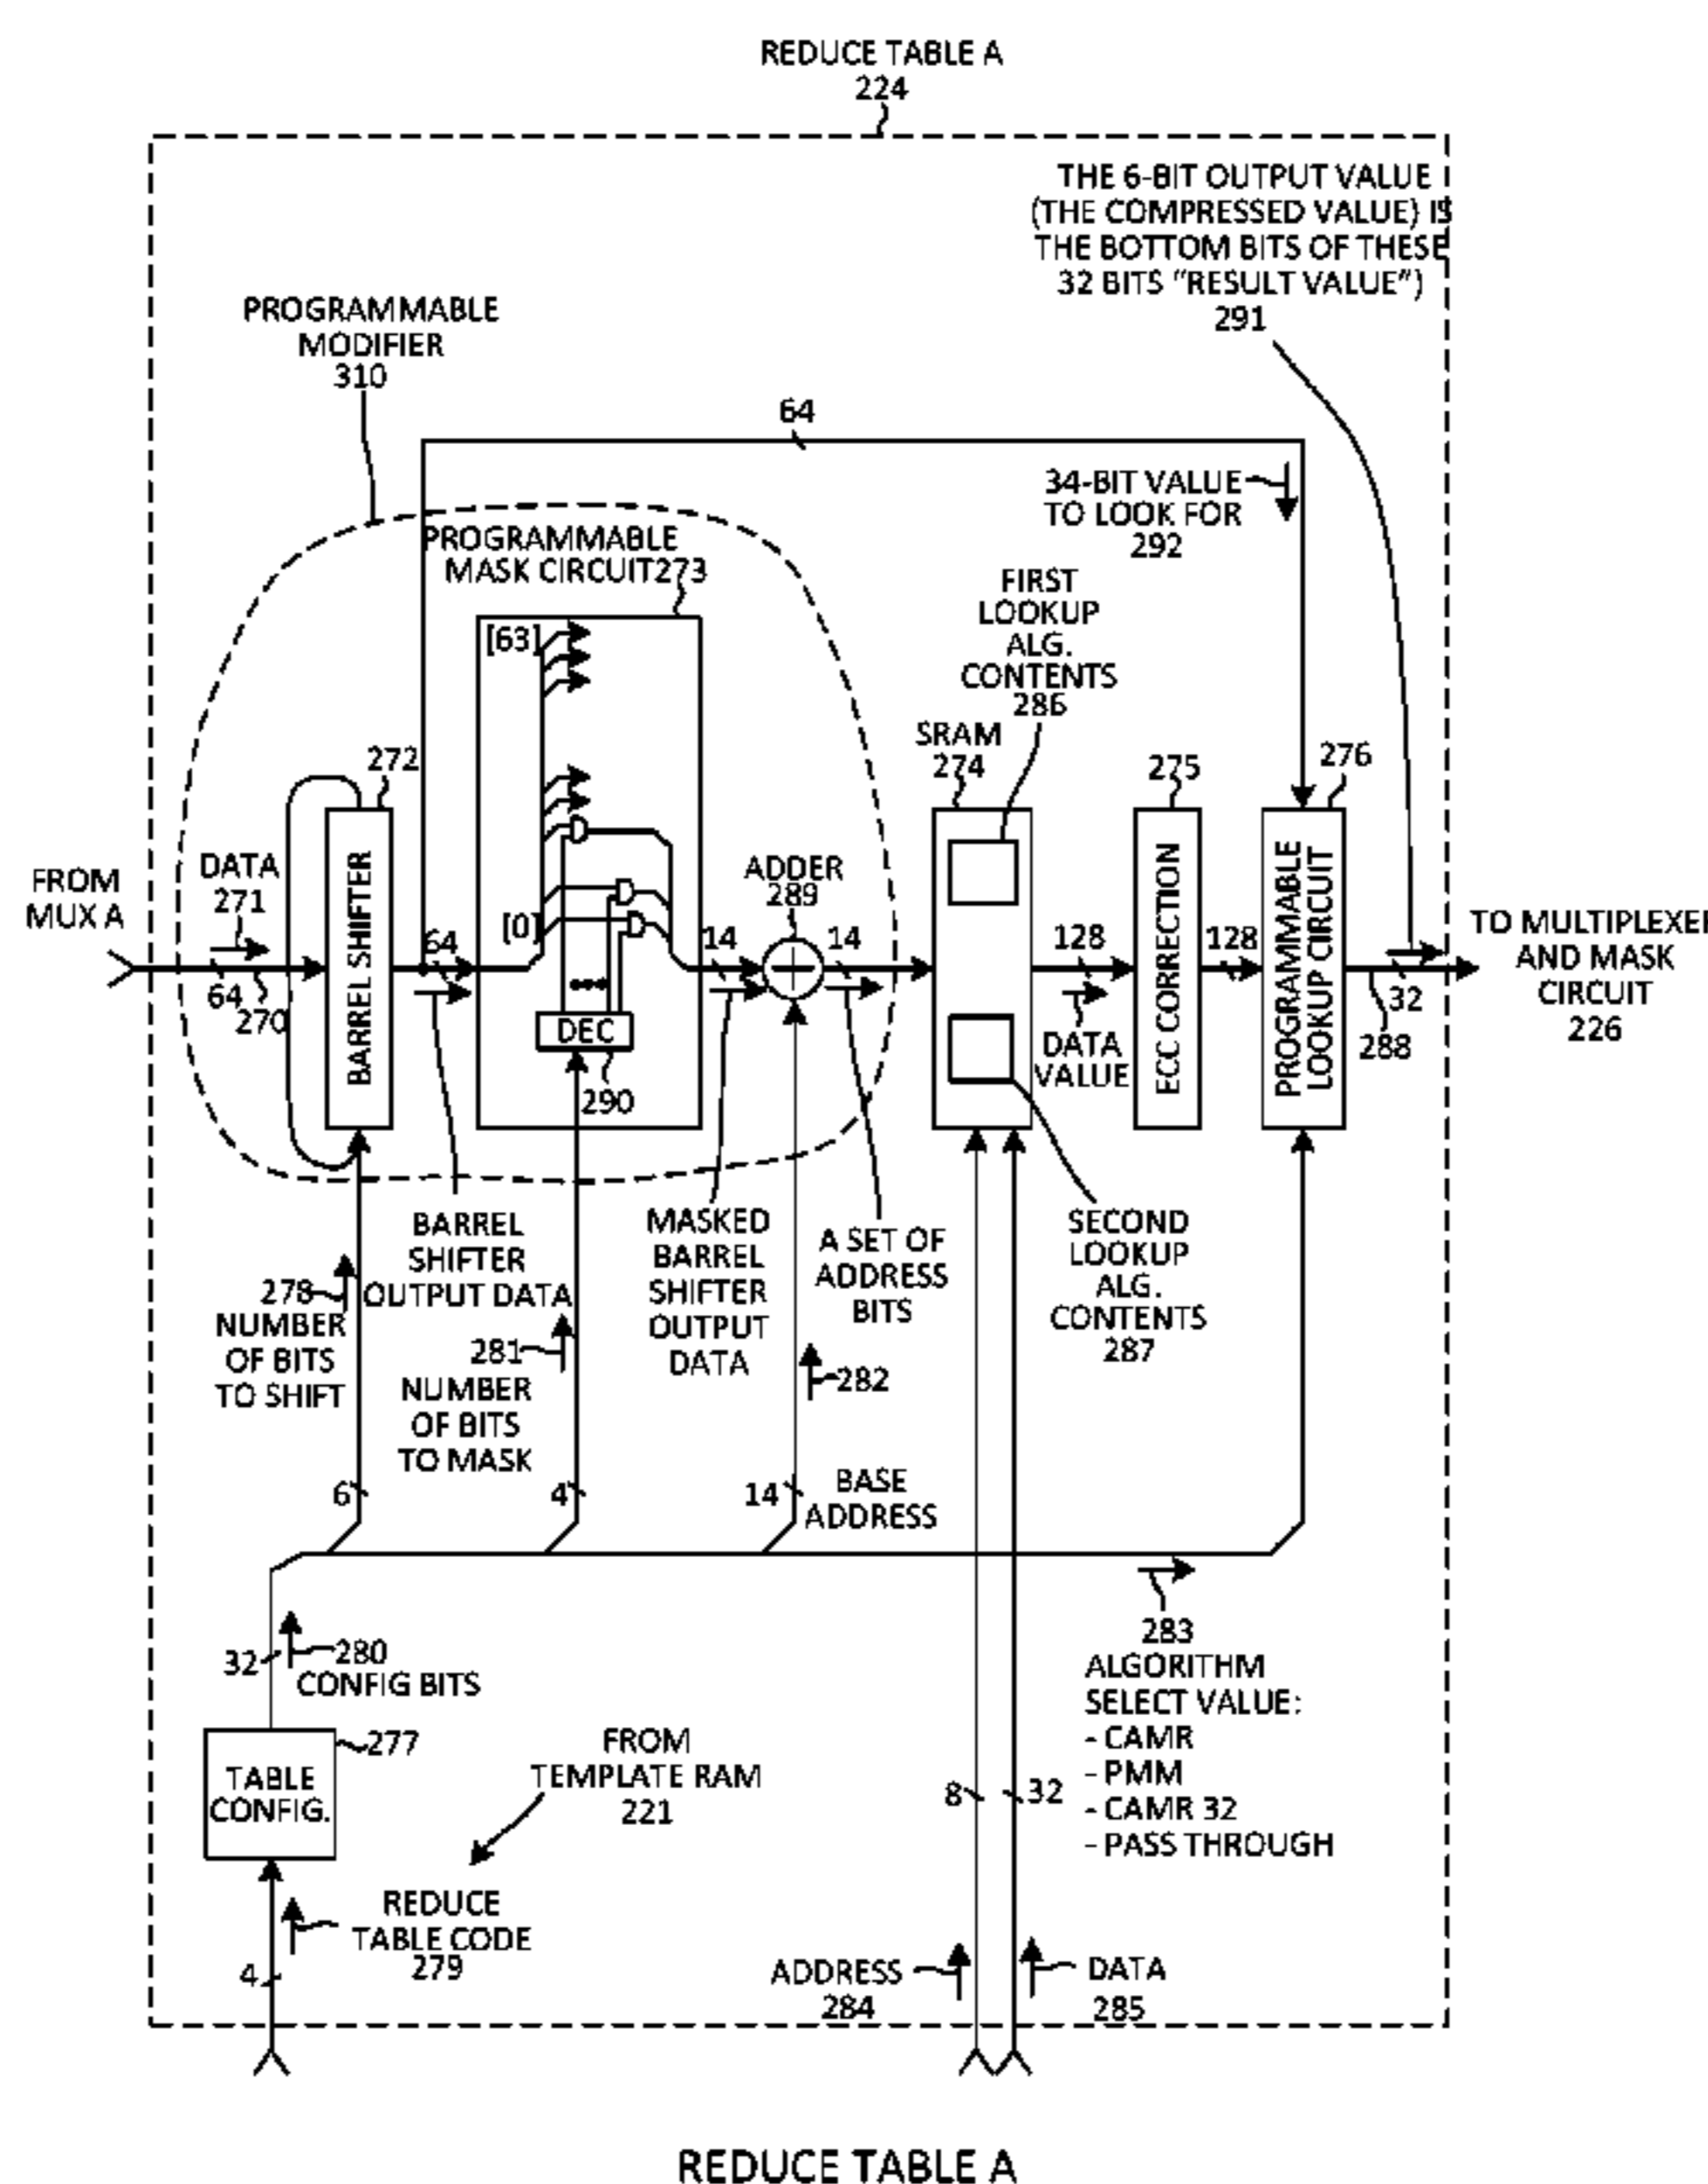 REDUCE TABLE A
224
THE 6-BIT OUTPUT VALUE
(THE COMPRESSED VALUE) IS
THE BOTTOM BITS OF THESE
32 BITS "RESULT VALUE")
291
PROGRAMMABLE
MODIFIER
310
64
34-BIT VALUE
TO LOOK FOR
292
PROGRAMMABLE
MASK CIRCUIT273
[63]
[0]
FIRST
LOOKUP
ALG.
CONTENTS
286
SRAM
274
272
275
276
FROM
MUX A
DATA
271
64
270
BARREL SHIFTER
64
DEC
290
14
ADDER
289
14
128
DATA
VALUE
ECC CORRECTION
128
PROGRAMMABLE
LOOKUP CIRCUIT
32
288
TO MULTIPLEXER
AND MASK
CIRCUIT
226
BARREL
SHIFTER
OUTPUT DATA
MASKED
BARREL
SHIFTER
OUTPUT
DATA
A SET OF
ADDRESS
BITS
SECOND
LOOKUP
ALG.
CONTENTS
287
278
NUMBER
OF BITS
TO SHIFT
281
NUMBER
OF BITS
TO MASK
282
6
4
14
BASE
ADDRESS
283
ALGORITHM
SELECT VALUE:
- CAMR
- PMM
- CAMR 32
- PASS THROUGH
32
280
CONFIG BITS
277
TABLE
CONFIG.
FROM
TEMPLATE RAM
221
8
32
REDUCE
TABLE CODE
279
4
ADDRESS
284
DATA
285
REDUCE TABLE A